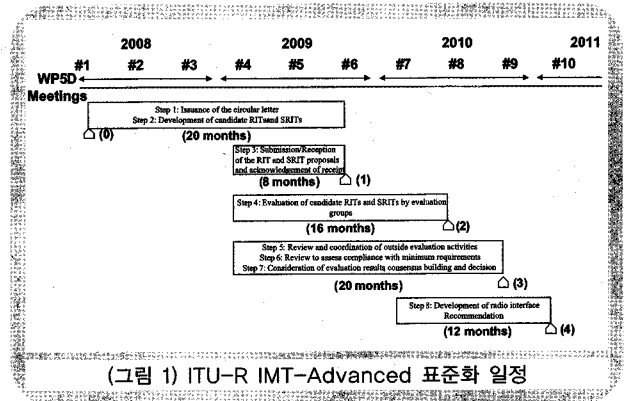 2008 2009 2010 2011
#1 #2 #3 #4 #5 #6 #7 #8 #9 #10
WP5D
Meetings
Step 1: Issuance of the circular letter
Step 2: Development of candidate RITsand SRITs
(0) (20 months)
Step 3: Submission/Reception
of the RIT and SRIT proposals
and acknowledgement of receipt
(8 months) (1)
Step 4: Evaluation of candidate RITs and SRITs by evaluation
groups
(16 months) (2)
Step 5: Review and coordination of outside evaluation activities
Step 6: Review to assess compliance with minimum requirements
Step 7: Consideration of evaluation results consensus building and decision
(20 months) (3)
Step 8: Development of radio interface
Recommendation
(12 months) (4)
(그림 1) ITU-R IMT-Advanced 표준화 일정